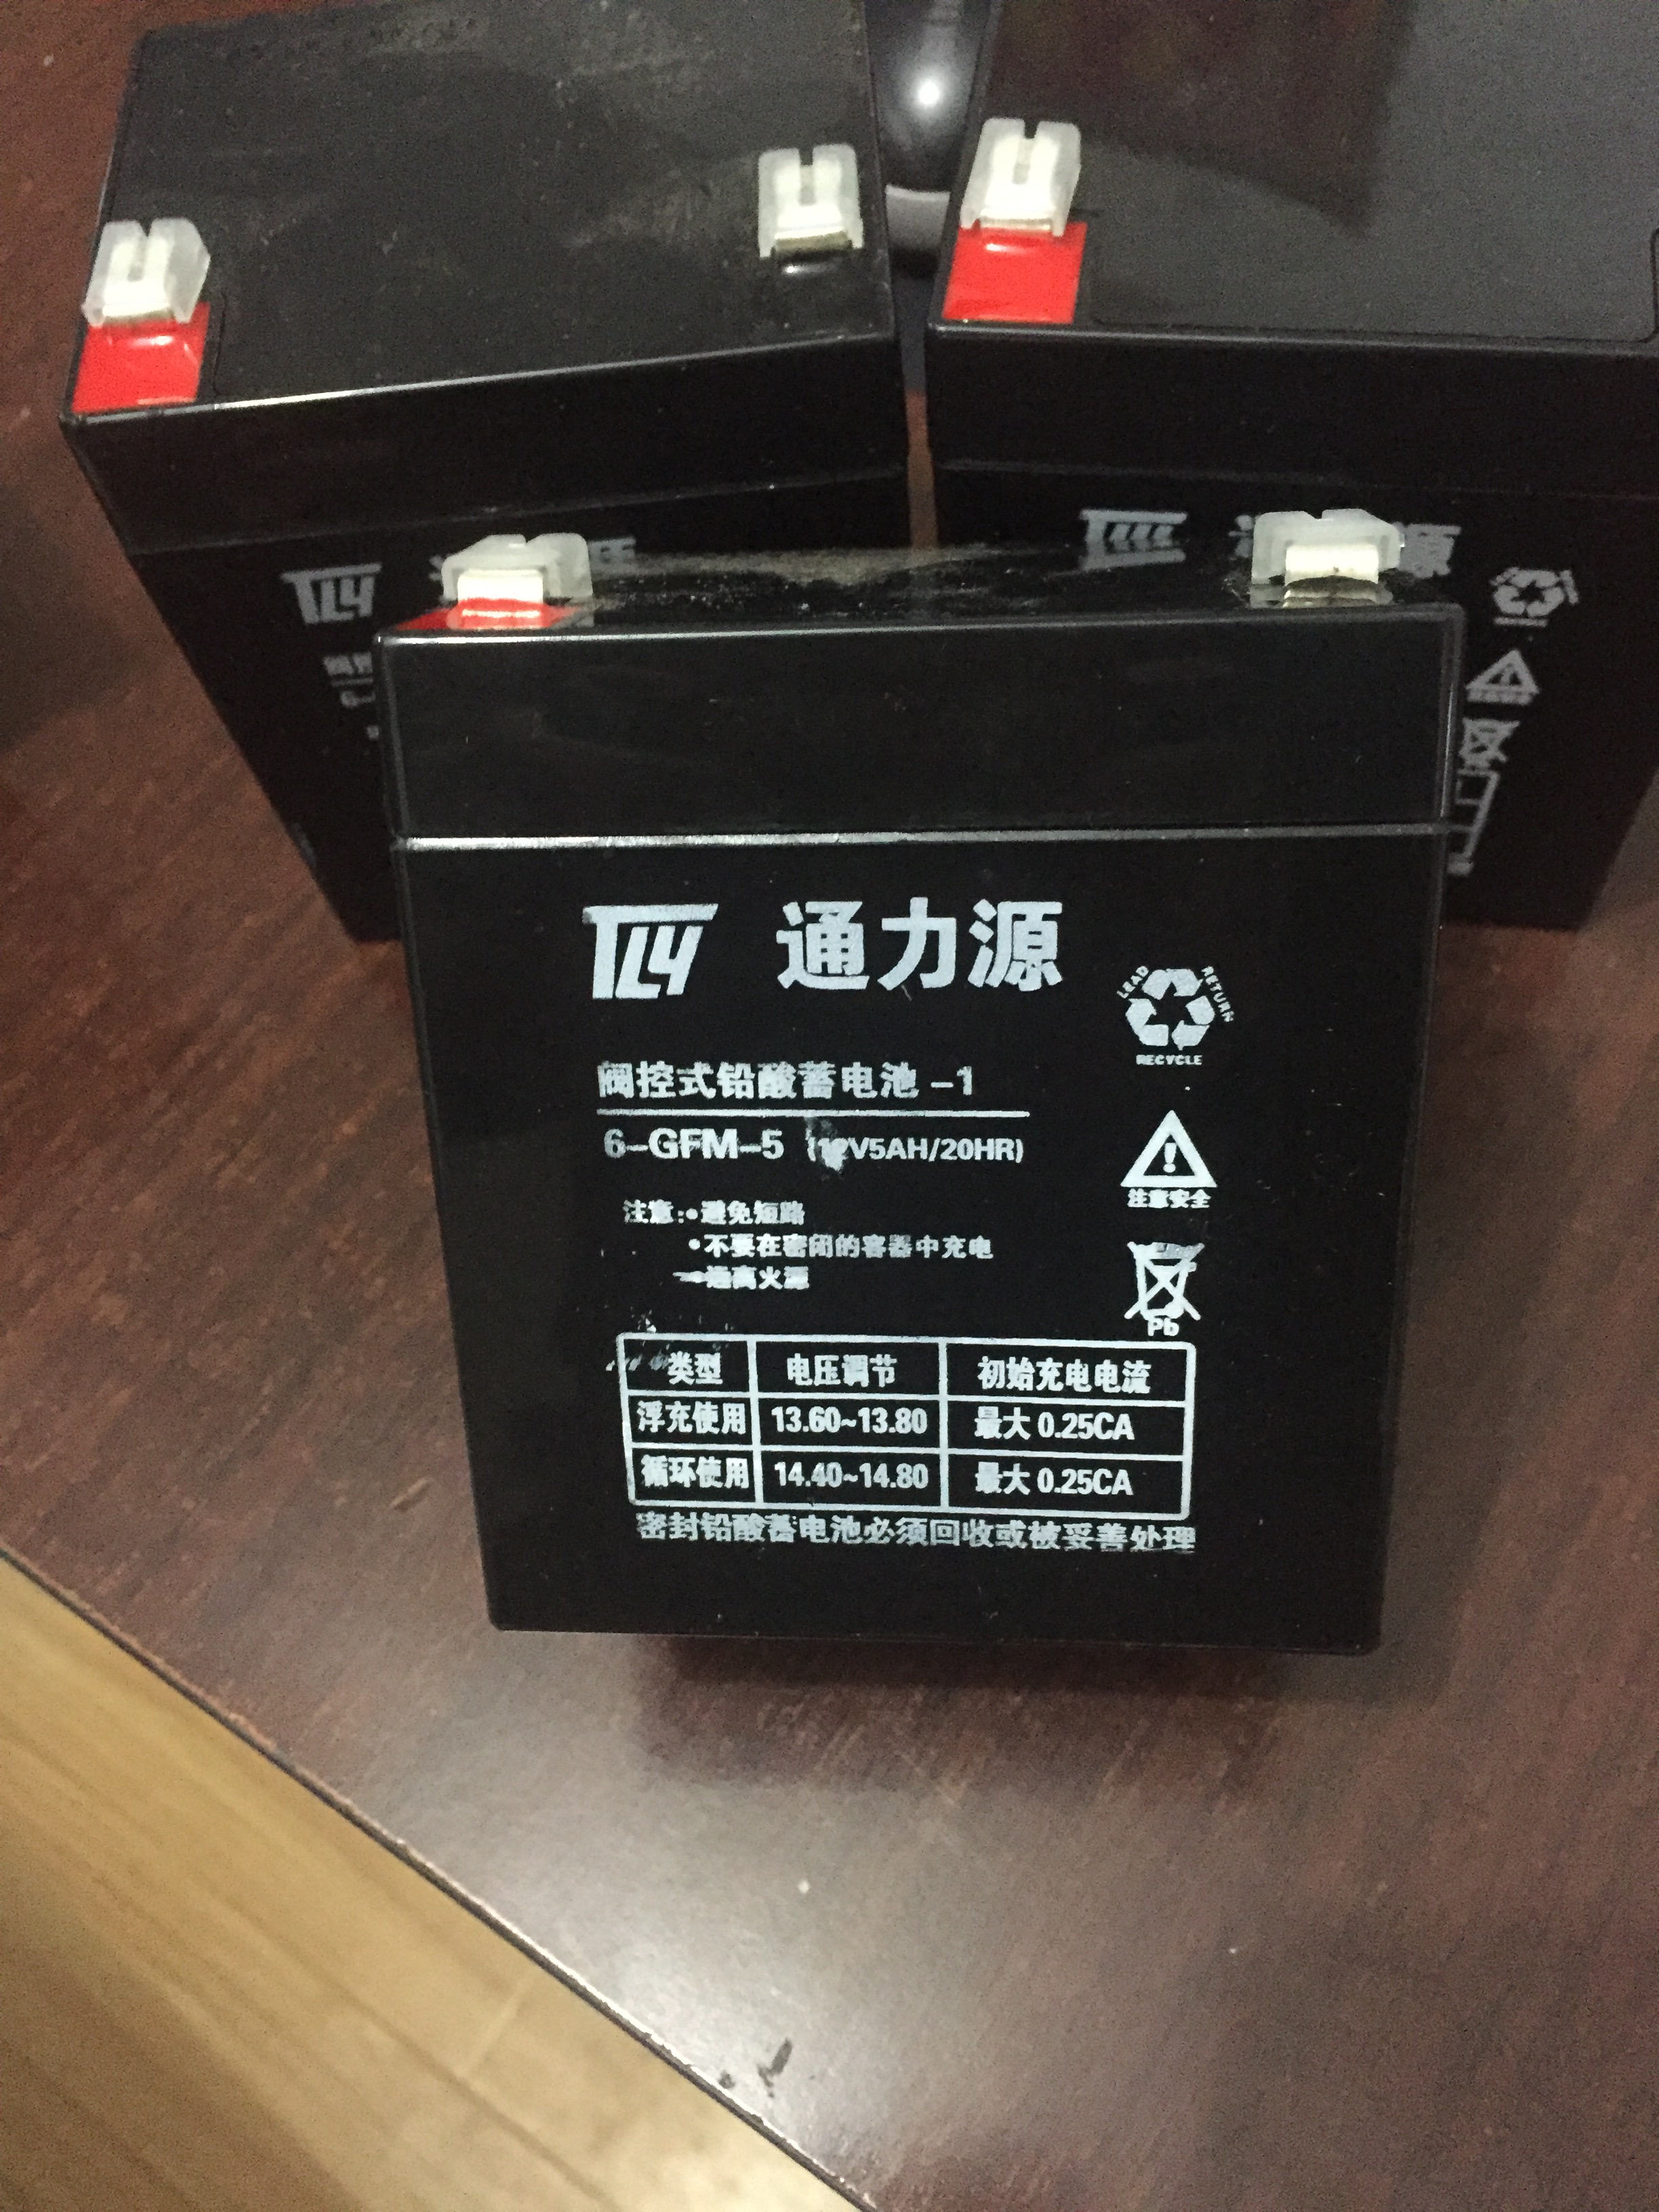 TLY 通力源
LEAD RETURN RECYCLE
阀控式铅酸蓄电池 -1
6-GFM-5 (12V5AH/20HR)
注意:•避免短路
•不要在密闭的容器中充电
火源
注意安全
Pb
类型 电压调节 初始充电电流
浮充使用 13.60~13.80 最大 0.25CA
循环使用 14.40~14.80 最大 0.25CA
密封铅酸蓄电池必须回收或被妥善处理
TLY 源
源